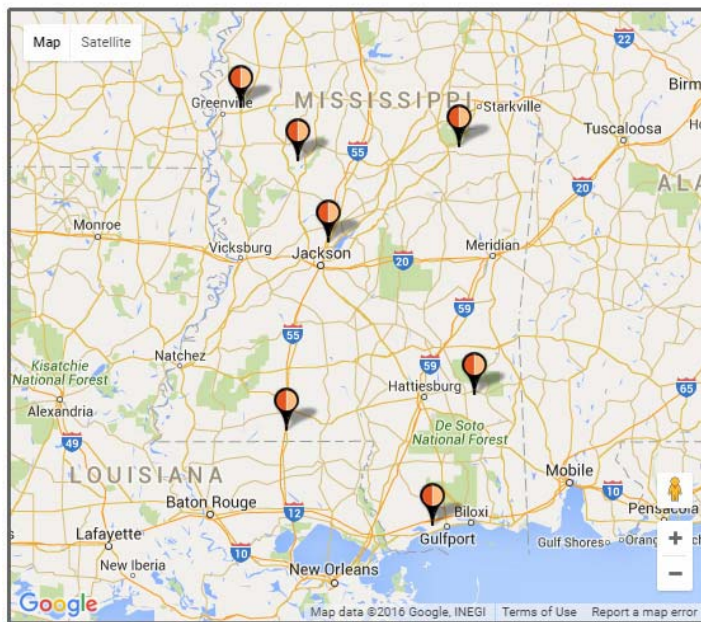 Map Satellite
22
Birm
Greenville
MISSISSIPPI
Starkville
Tuscaloosa
55
20
ALA
Monroe
Vicksburg
Jackson
Meridian
20
59
55
Natchez
59
Kisatchie
National Forest
Hattiesburg
65
Alexandria
De Soto
National Forest
49
LOUISIANA
Mobile
Baton Rouge
12
10
Pensacola
Biloxi
Lafayette
Gulfport
Gulf Shores
Orang
10
New Iberia
New Orleans
+
−
Google
Map data ©2016 Google, INEGI Terms of Use Report a map error